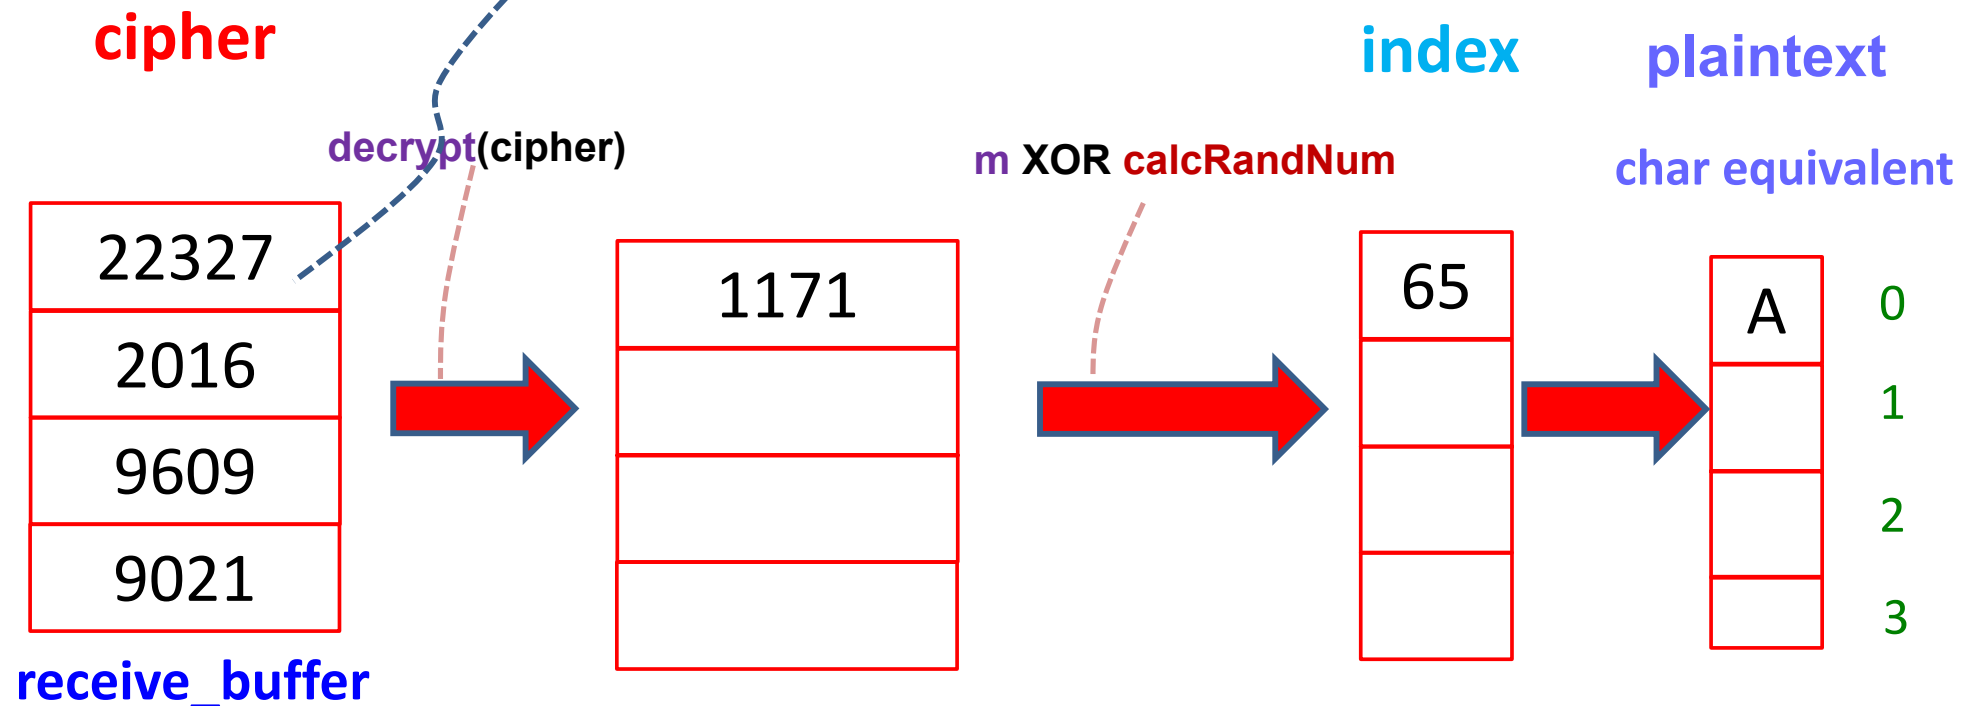 cipher
index
plaintext
decrypt(cipher)
m XOR calcRandNum
char equivalent
22327
2016
9609
9021
1171
65
A
0
1
2
3
receive_buffer